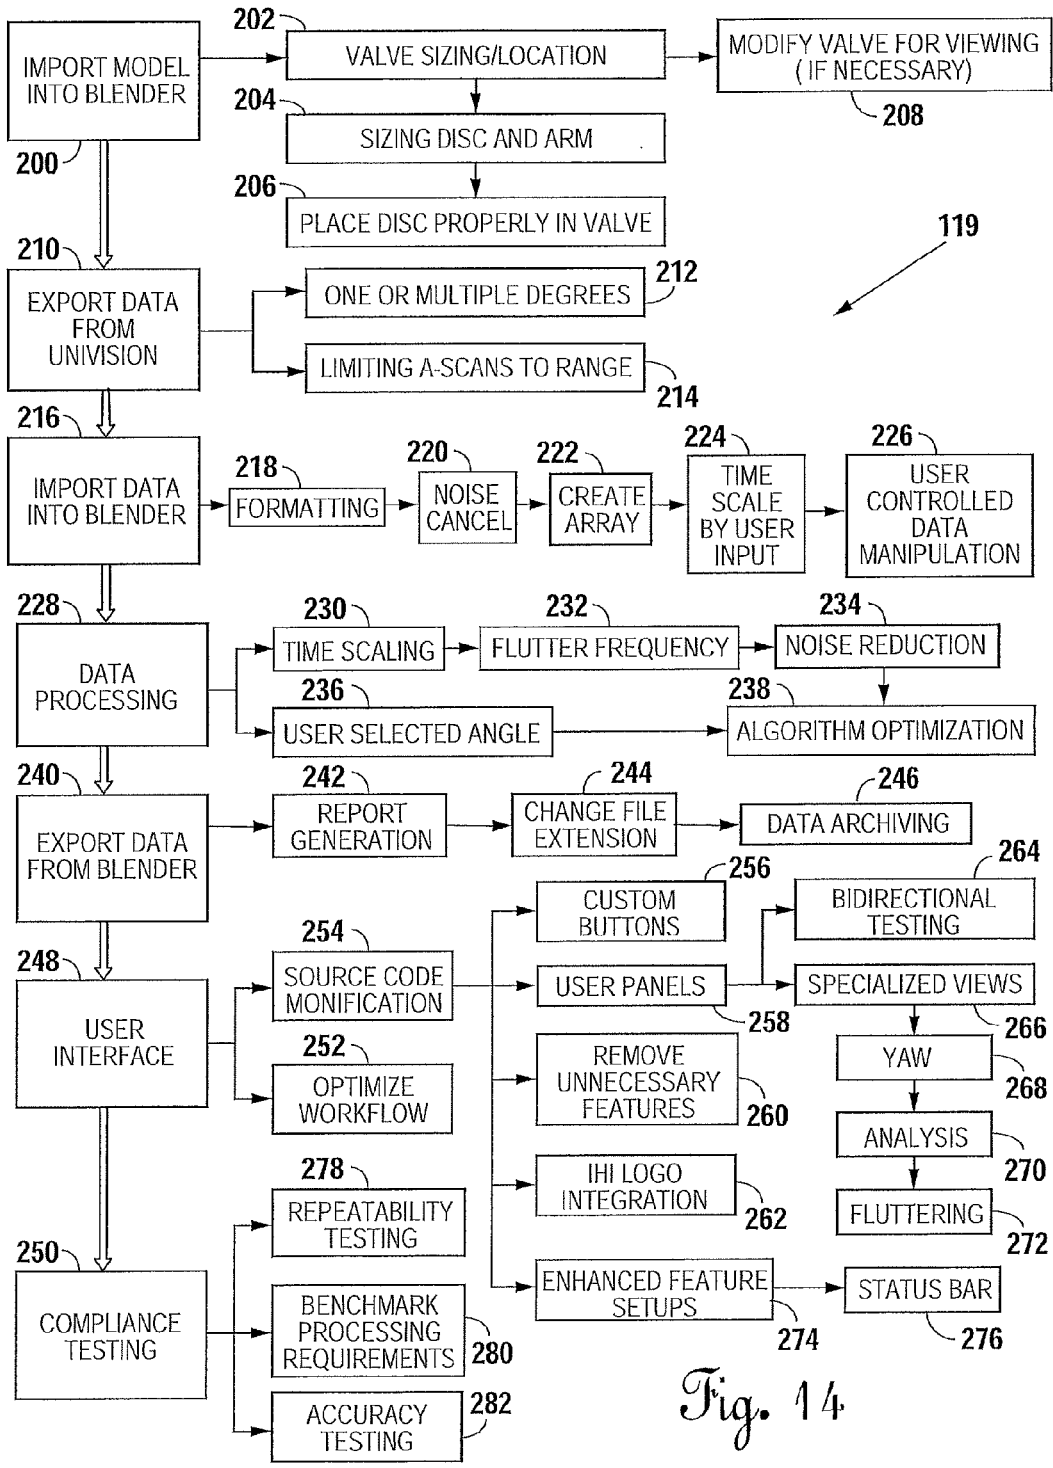 202
IMPORT MODEL
INTO BLENDER
200
VALVE SIZING/LOCATION
MODIFY VALVE FOR VIEWING
( IF NECESSARY)
208
204
SIZING DISC AND ARM
206
PLACE DISC PROPERLY IN VALVE
119
210
EXPORT DATA
FROM
UNIVISION
212
ONE OR MULTIPLE DEGREES
LIMITING A-SCANS TO RANGE
214
216
IMPORT DATA
INTO BLENDER
218
FORMATTING
220
NOISE
CANCEL
222
CREATE
ARRAY
224
TIME
SCALE
BY USER
INPUT
226
USER
CONTROLLED
DATA
MANIPULATION
228
DATA
PROCESSING
230
TIME SCALING
232
FLUTTER FREQUENCY
234
NOISE REDUCTION
236
USER SELECTED ANGLE
238
ALGORITHM OPTIMIZATION
240
EXPORT DATA
FROM BLENDER
242
REPORT
GENERATION
244
CHANGE FILE
EXTENSION
246
DATA ARCHIVING
248
USER
INTERFACE
254
SOURCE CODE
MONIFICATION
252
OPTIMIZE
WORKFLOW
256
CUSTOM
BUTTONS
USER PANELS
258
REMOVE
UNNECESSARY
FEATURES
260
IHI LOGO
INTEGRATION
262
ENHANCED FEATURE
SETUPS
274
STATUS BAR
276
264
BIDIRECTIONAL
TESTING
SPECIALIZED VIEWS
266
YAW
268
ANALYSIS
270
FLUTTERING
272
250
COMPLIANCE
TESTING
278
REPEATABILITY
TESTING
BENCHMARK
PROCESSING
REQUIREMENTS
280
ACCURACY
TESTING
282
Fig. 14